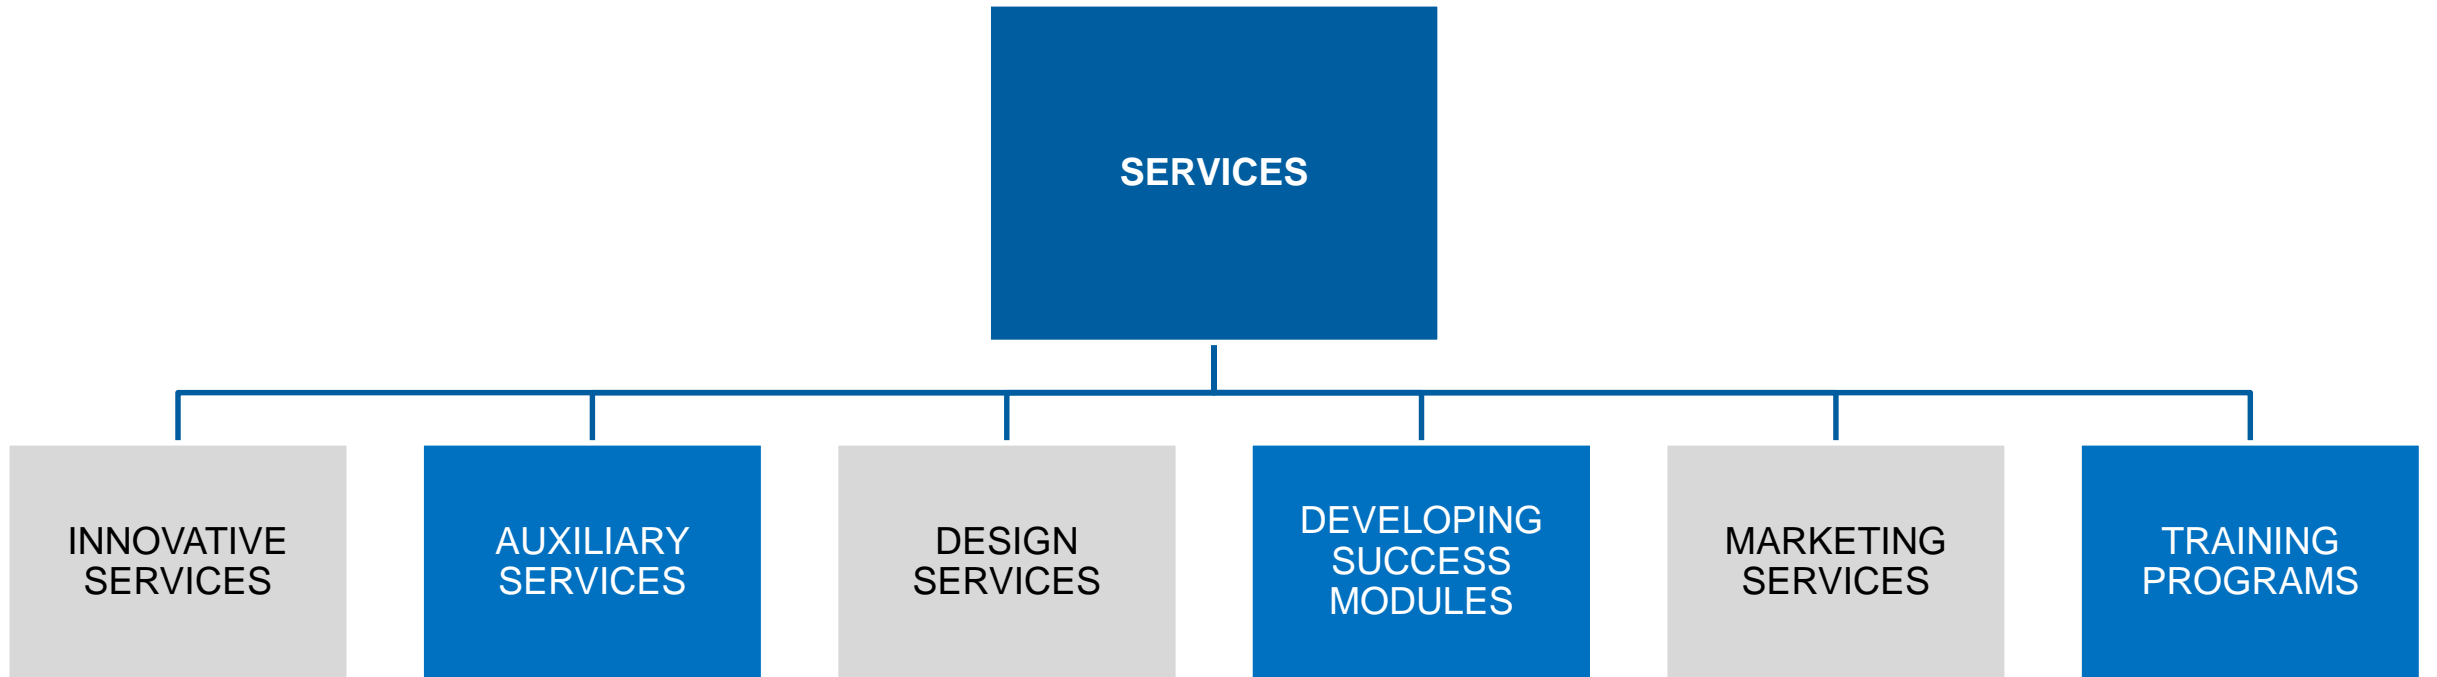 SERVICES
INNOVATIVE
SERVICES
AUXILIARY
SERVICES
DESIGN
SERVICES
DEVELOPING
SUCCESS
MODULES
MARKETING
SERVICES
TRAINING
PROGRAMS